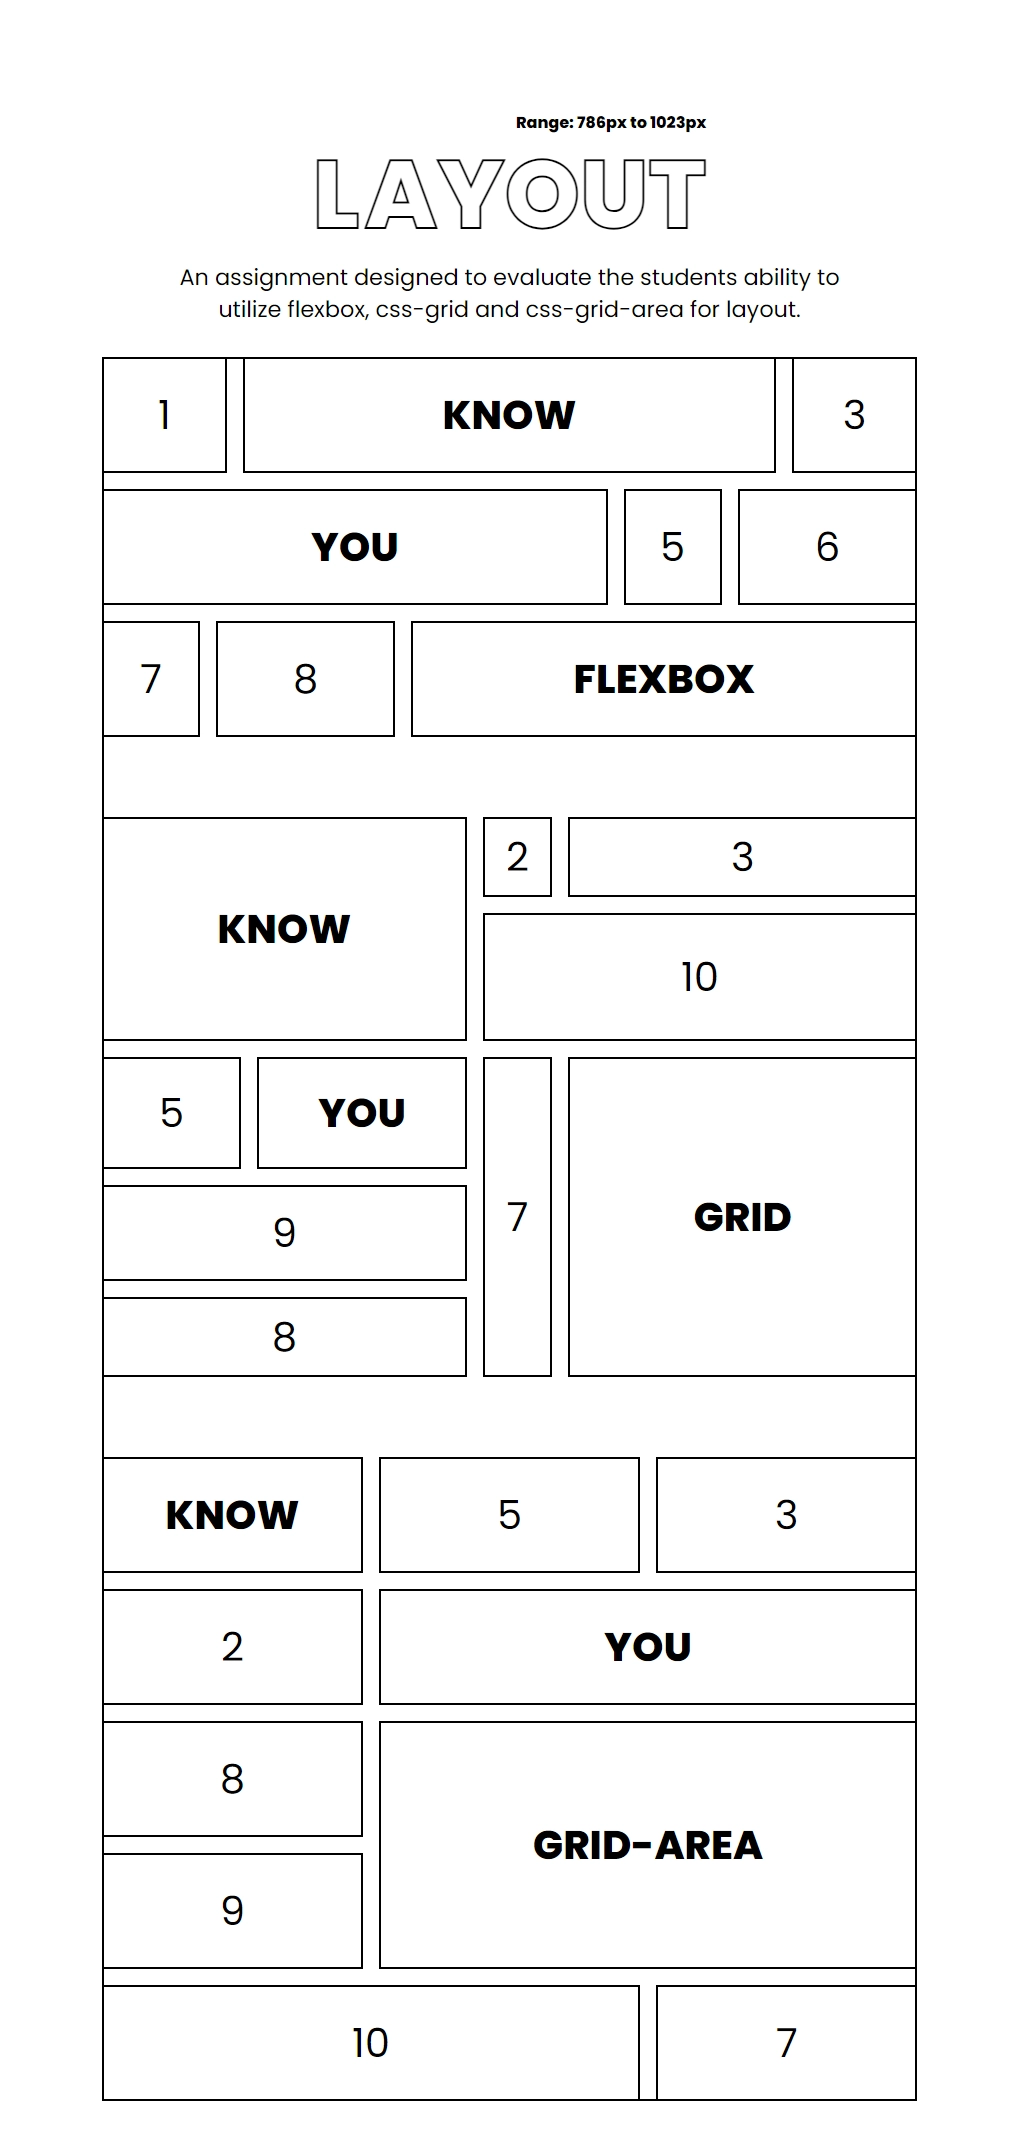 Range: 786px to 1023px
LAYOUT
An assignment designed to evaluate the students ability to
utilize flexbox, css-grid and css-grid-area for layout.
1
KNOW
3
YOU
5
6
7
8
FLEXBOX
KNOW
2
3
10
5
YOU
7
GRID
9
8
KNOW
5
3
2
YOU
8
GRID-AREA
9
10
7